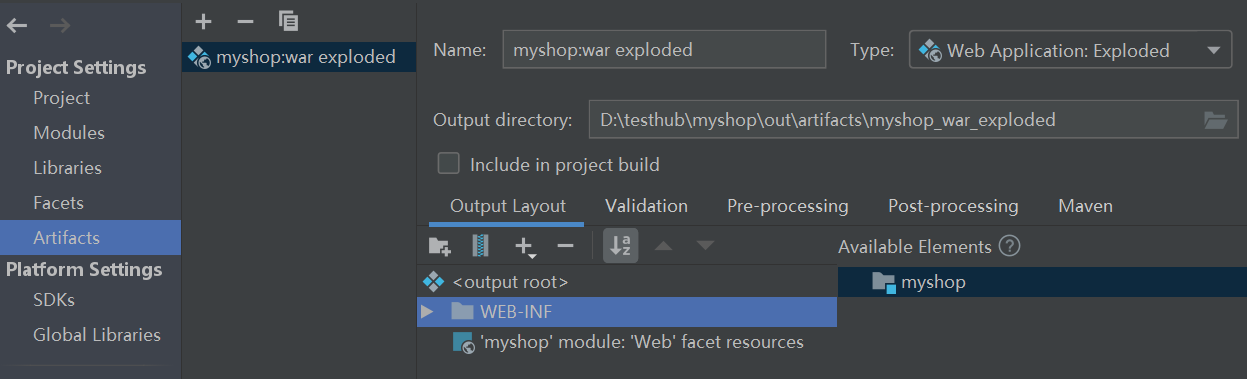 Project Settings
Project
Modules
Libraries
Facets
Artifacts
Platform Settings
SDKs
Global Libraries
myshop:war exploded
Name: myshop:war exploded Type: Web Application: Exploded
Output directory: D:\testhub\myshop\out\artifacts\myshop_war_exploded
Include in project build
Output Layout Validation Pre-processing Post-processing Maven
a
z
Available Elements ?
<output root>
myshop
WEB-INF
'myshop' module: 'Web' facet resources